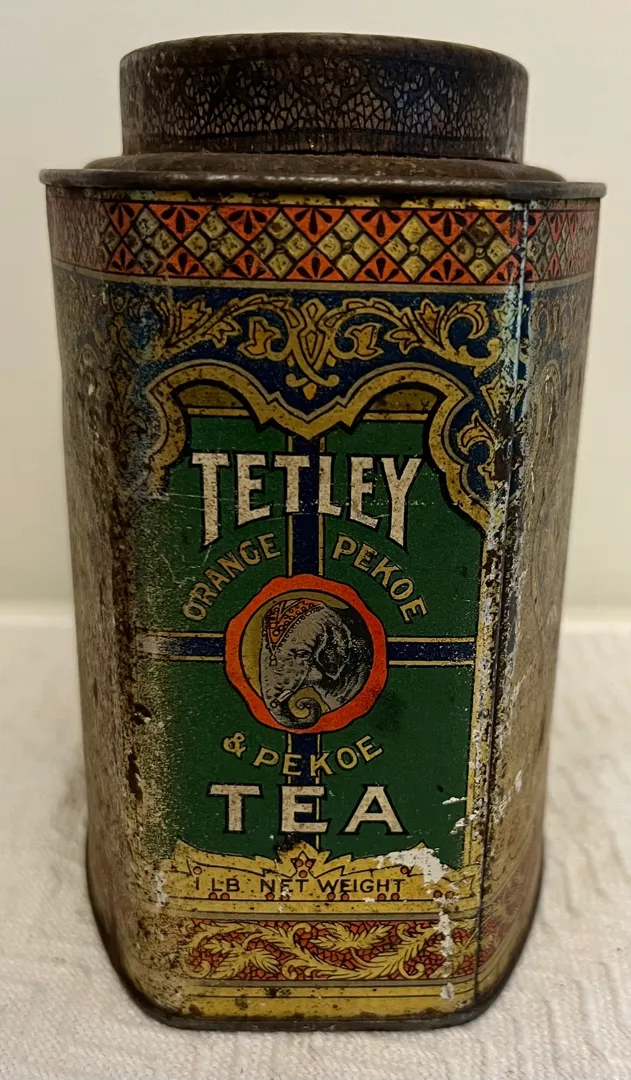 TETLEY
ORANGE PEKOE
& PEKOE
TEA
1 LB. NET WEIGHT